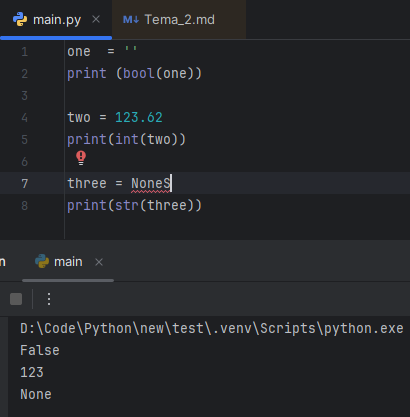 main.py × Tema_2.md
1 one  = ''
2 print (bool(one))
3
4 two = 123.62
5 print(int(two))
6
7 three = NoneS
8 print(str(three))
n main ×
D:\Code\Python\new\test\.venv\Scripts\python.exe
False
123
None